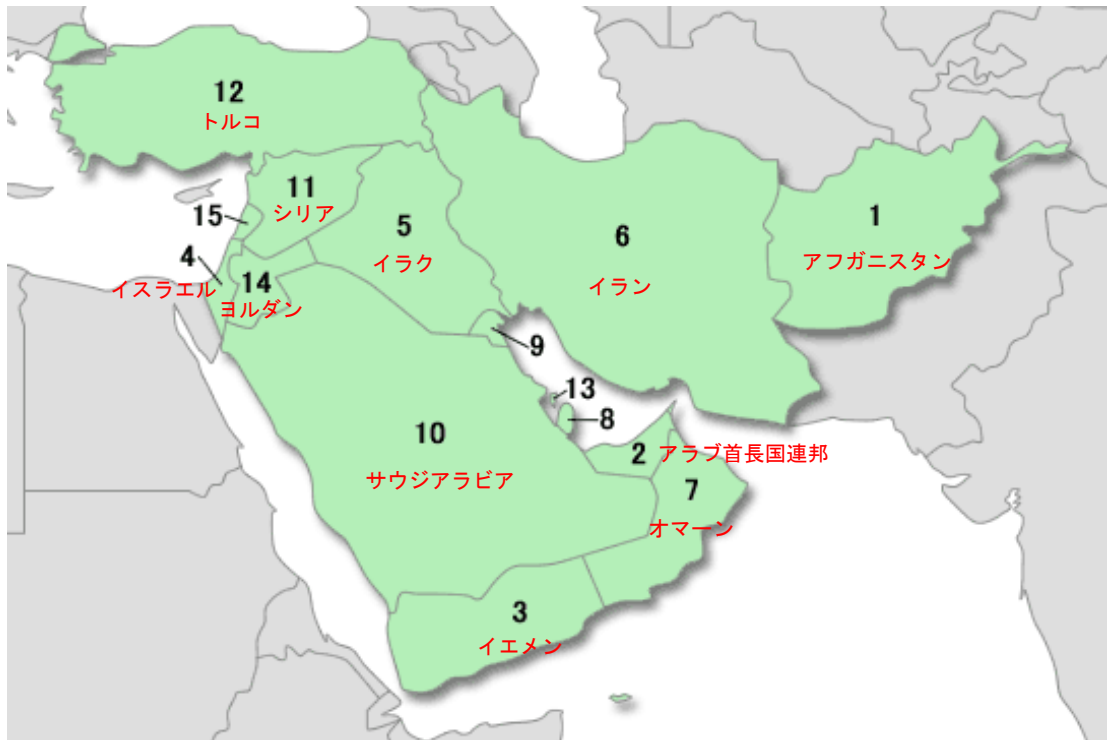 12
トルコ
11
シリア
15
5
イラク
6
イラン
1
アフガニスタン
4
イスラエル
14
ヨルダン
9
13
8
10
サウジアラビア
2
アラブ首長国連邦
7
オマーン
3
イエメン